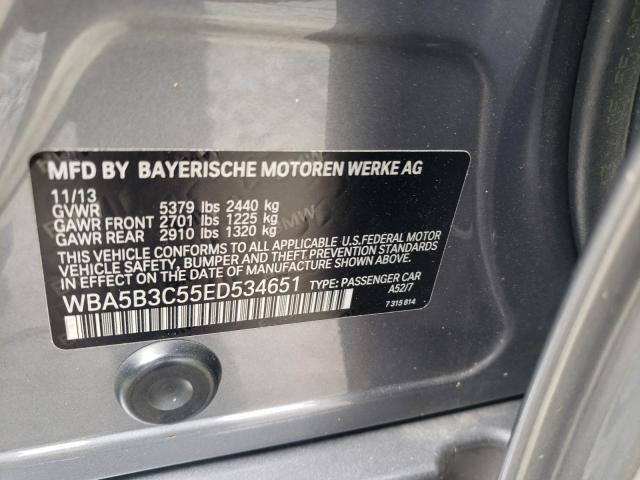 MFD BY BAYERISCHE MOTOREN WERKE AG
11/13
GVWR 5379 lbs 2440 kg
GAWR FRONT 2701 lbs 1225 kg
GAWR REAR 2910 lbs 1320 kg
THIS VEHICLE CONFORMS TO ALL APPLICABLE U.S.FEDERAL MOTOR
VEHICLE SAFETY, BUMPER AND THEFT PREVENTION STANDARDS
IN EFFECT ON THE DATE OF MANUFACTURE SHOWN ABOVE.
WBA5B3C55ED534651 TYPE: PASSENGER CAR
A52/7
7 315 814